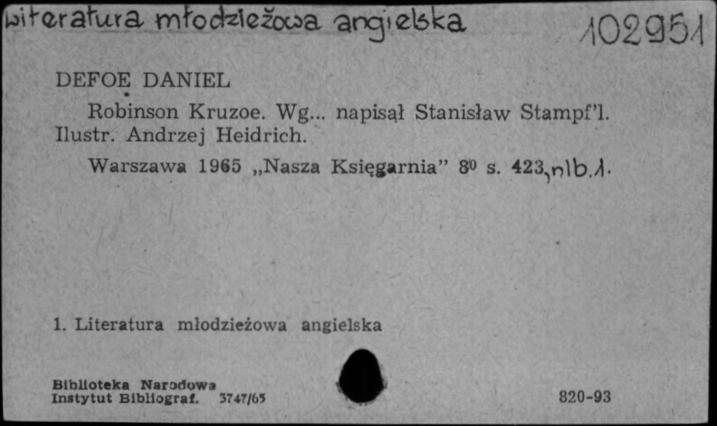 Literatura młodzieżowa angielska
102951
DEFOE DANIEL
Robinson Kruzoe. Wg... napisął Stanisław Stampf'l.
Ilustr. Andrzej Heidrich.
Warszawa 1965 „Nasza Księgarnia” 8⁰ s. 423, nlb.1.
1. Literatura młodzieżowa angielska
Biblioteka Narodowa
Instytut Bibliograf. 3747/65
820-93